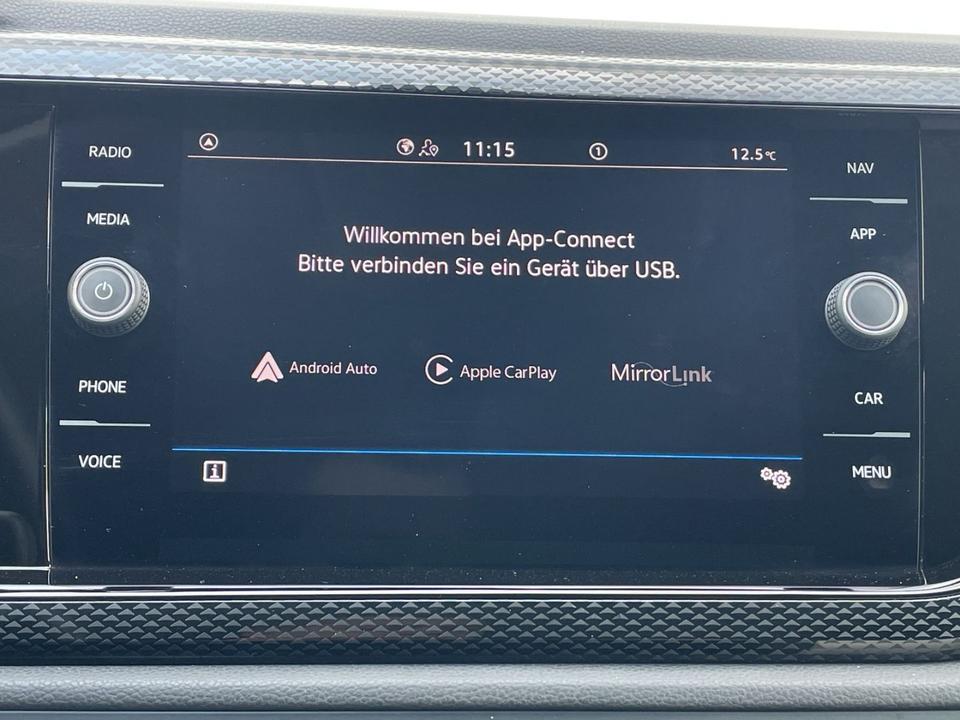 RADIO
MEDIA
PHONE
VOICE
11:15
1
12.5°C
Willkommen bei App-Connect
Bitte verbinden Sie ein Gerät über USB.
Android Auto
Apple CarPlay
MirrorLink
i
NAV
APP
CAR
MENU